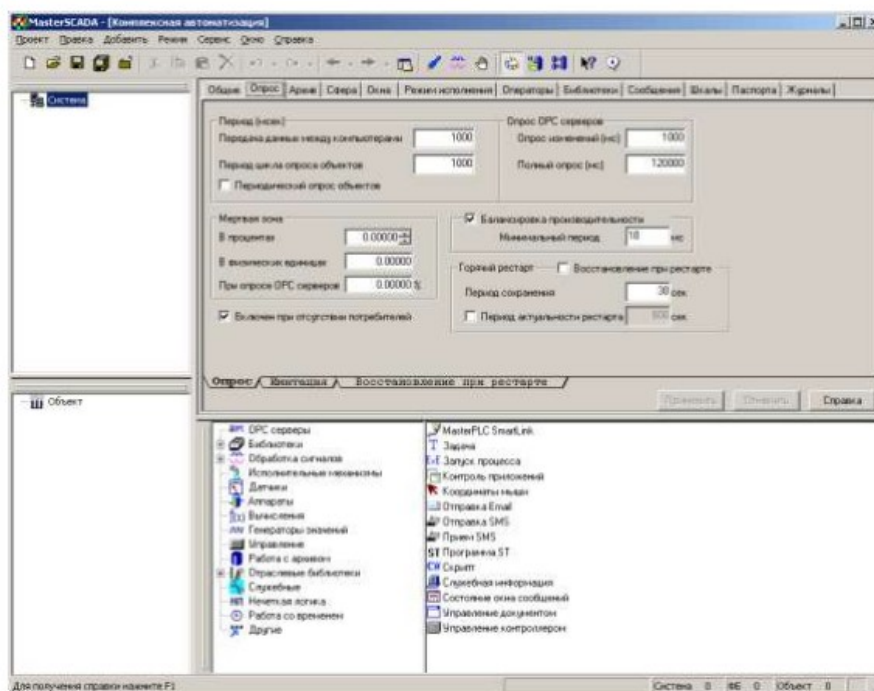 MasterSCADA - [Комплексная автоматизация]
Проект Правка Добавить Режим Сервис Окно Справка
Система
Общие Опрос Архив Сфера Окна Режим исполнения Операторы Библиотеки Сообщения Шкалы Паспорта Журналы
Период (мсек)
Передача данных между компьютерами 1000
Период цикла опроса объектов 1000
Периодический опрос объектов
Опрос OPC серверов
Опрос изменений (мс) 1000
Полный опрос (мс) 120000
Мертвая зона
В процентах 0.00000
В физических единицах 0.00000
При опросе OPC серверов 0.00000 %
Включен при отсутствии потребителей
Балансировка производительности
Минимальный период 10 мс
Горячий рестарт Восстановление при рестарте
Период сохранения 30 сек
Период актуальности рестарта 600 сек
Опрос Имитация Восстановление при рестарте
Применить Отменить Справка
Объект
OPC серверы
Библиотеки
Обработка сигналов
Исполнительные механизмы
Датчики
Аппараты
f(x) Вычисления
Генераторы значений
Управление
Работа с архивом
Отраслевые библиотеки
Служебные
Нечеткая логика
Работа со временем
Другие
MasterPLC SmartLink
T Задача
ExE Запуск процесса
Контроль приложений
Координаты мыши
Отправка Email
Отправка SMS
Прием SMS
ST Программа ST
C# Скрипт
Служебная информация
Состояние окна сообщений
Управление документом
Управление контроллером
Для получения справки нажмите F1
Система 0 ФБ 0 Объект 0